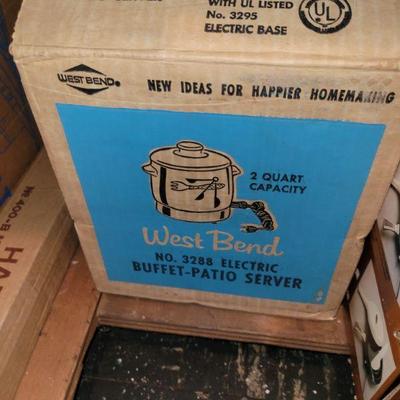 WITH UL LISTED
No. 3295
ELECTRIC BASE
UL
WEST BEND
NEW IDEAS FOR HAPPIER HOMEMAKING
2 QUART
CAPACITY
West Bend
NO. 3288 ELECTRIC
BUFFET-PATIO SERVER